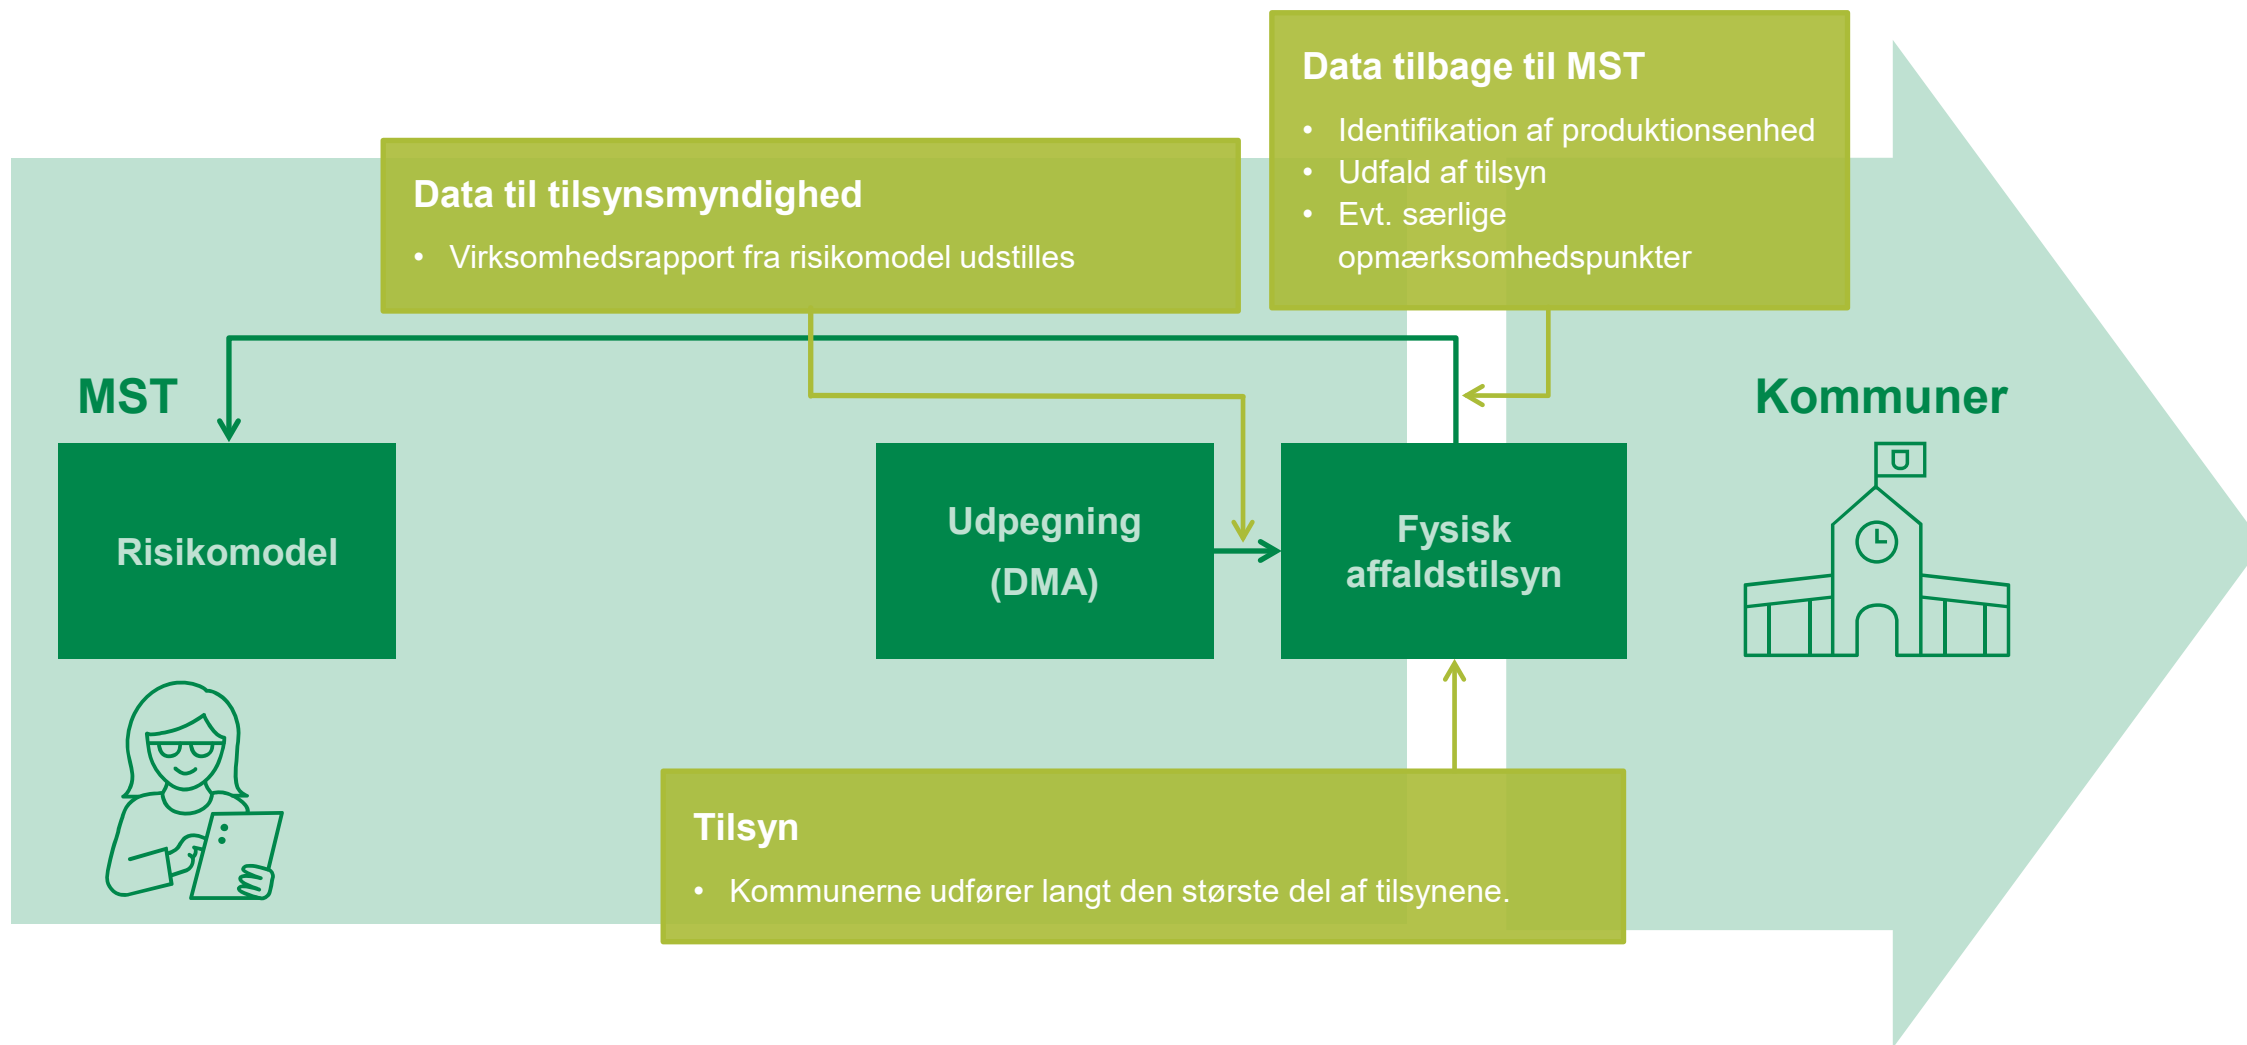 Data tilbage til MST
• Identifikation af produktionsenhed
• Udfald af tilsyn
• Evt. særlige
opmærksomhedspunkter
Data til tilsynsmyndighed
• Virksomhedsrapport fra risikomodel udstilles
MST
Kommuner
Risikomodel
Udpegning
(DMA)
Fysisk
affaldstilsyn
Tilsyn
• Kommunerne udfører langt den største del af tilsynene.